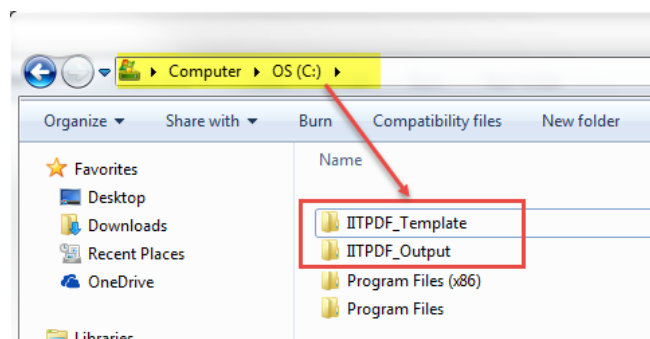 Computer ▸ OS (C:) ▸
Organize ▾ Share with ▾ Burn Compatibility files New folder
Favorites
Desktop
Downloads
Recent Places
OneDrive
Libraries
Name
IITPDF_Template
IITPDF_Output
Program Files (x86)
Program Files